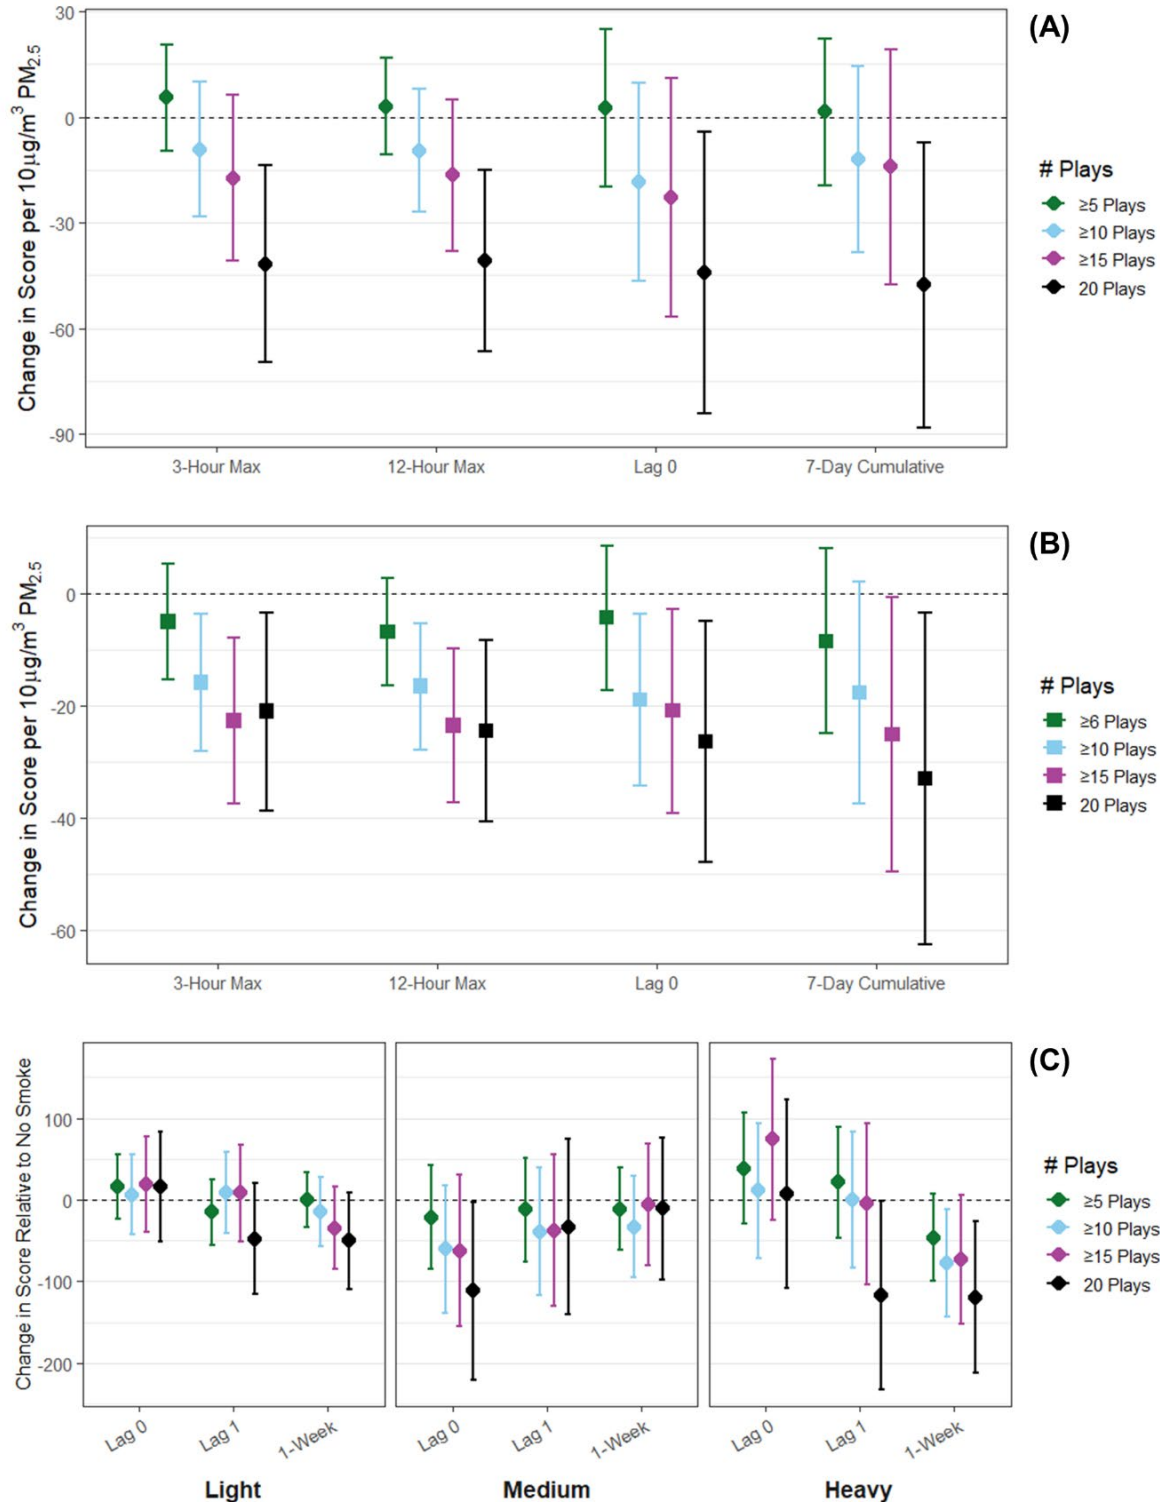 (A)
Change in Score per 10μg/m³ PM₂.₅
30
0
-30
-60
-90
3-Hour Max
12-Hour Max
Lag 0
7-Day Cumulative
# Plays
≥5 Plays
≥10 Plays
≥15 Plays
20 Plays
(B)
Change in Score per 10μg/m³ PM₂.₅
0
-20
-40
-60
3-Hour Max
12-Hour Max
Lag 0
7-Day Cumulative
# Plays
≥6 Plays
≥10 Plays
≥15 Plays
20 Plays
(C)
Change in Score Relative to No Smoke
100
0
-100
-200
Lag 0
Lag 1
1-Week
Lag 0
Lag 1
1-Week
Lag 0
Lag 1
1-Week
Light
Medium
Heavy
# Plays
≥5 Plays
≥10 Plays
≥15 Plays
20 Plays